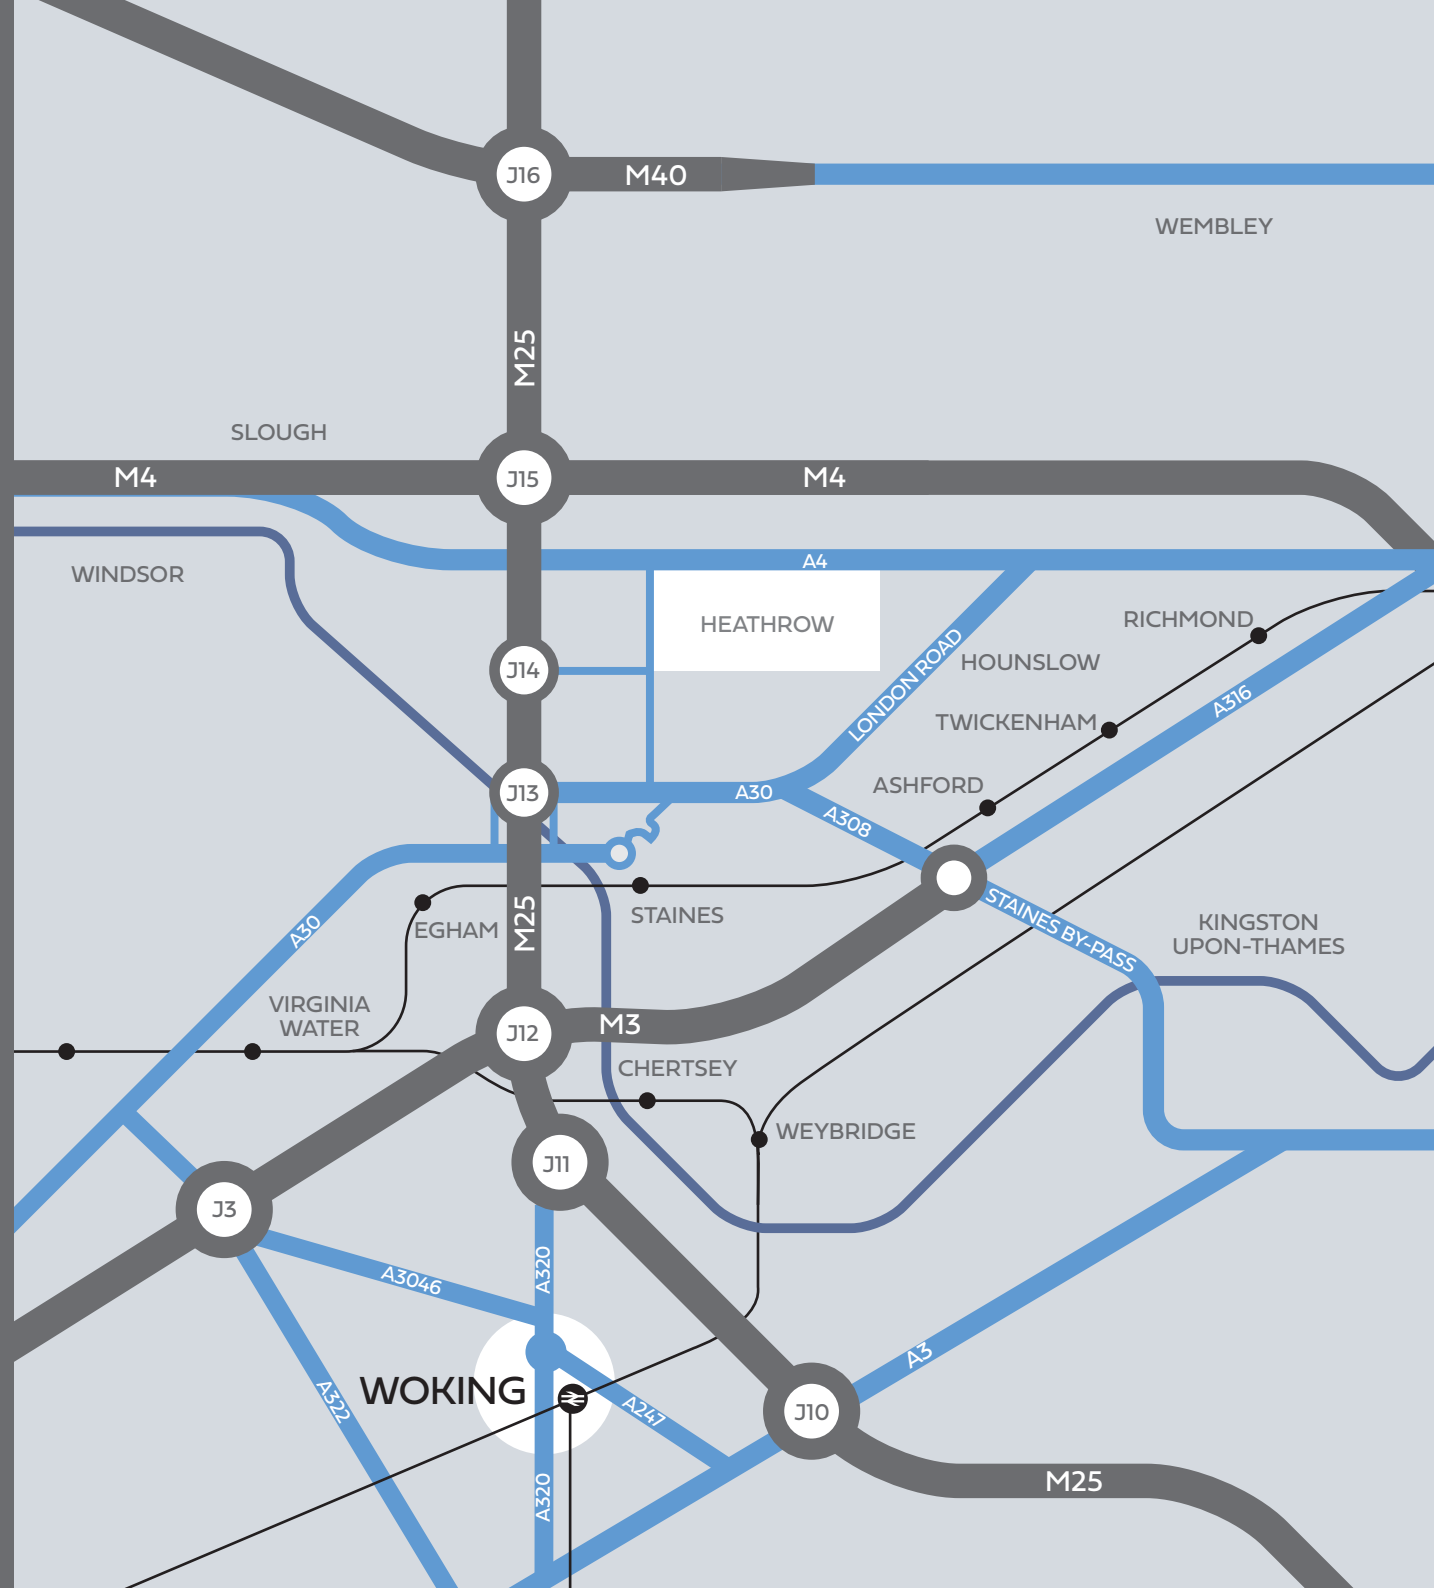 J16
M40
WEMBLEY
M25
SLOUGH
M4
J15
M4
A4
WINDSOR
HEATHROW
RICHMOND
HOUNSLOW
J14
LONDON ROAD
A316
TWICKENHAM
ASHFORD
J13
A30
A308
STAINES
EGHAM
M25
A30
STAINES BY-PASS
KINGSTON
UPON-THAMES
VIRGINIA
WATER
J12
M3
CHERTSEY
WEYBRIDGE
J11
J3
A320
A3046
A3
WOKING
A322
A247
J10
A320
M25